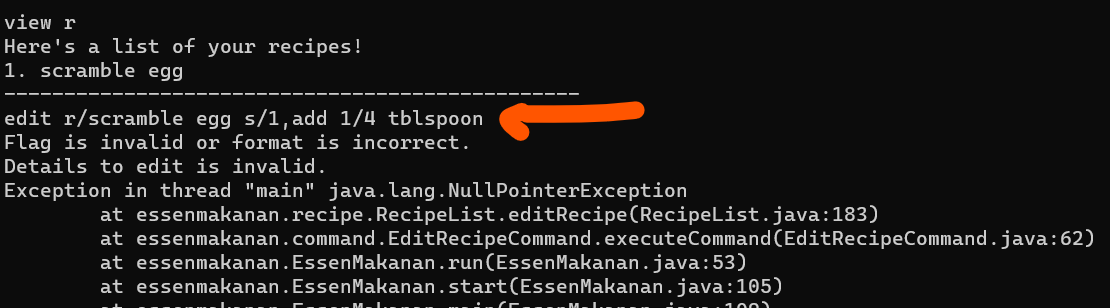 view r
Here's a list of your recipes!
1. scramble egg
------------------------------------------------
edit r/scramble egg s/1,add 1/4 tblspoon
Flag is invalid or format is incorrect.
Details to edit is invalid.
Exception in thread "main" java.lang.NullPointerException
at essenmakanan.recipe.RecipeList.editRecipe(RecipeList.java:183)
at essenmakanan.command.EditRecipeCommand.executeCommand(EditRecipeCommand.java:62)
at essenmakanan.EssenMakanan.run(EssenMakanan.java:53)
at essenmakanan.EssenMakanan.start(EssenMakanan.java:105)